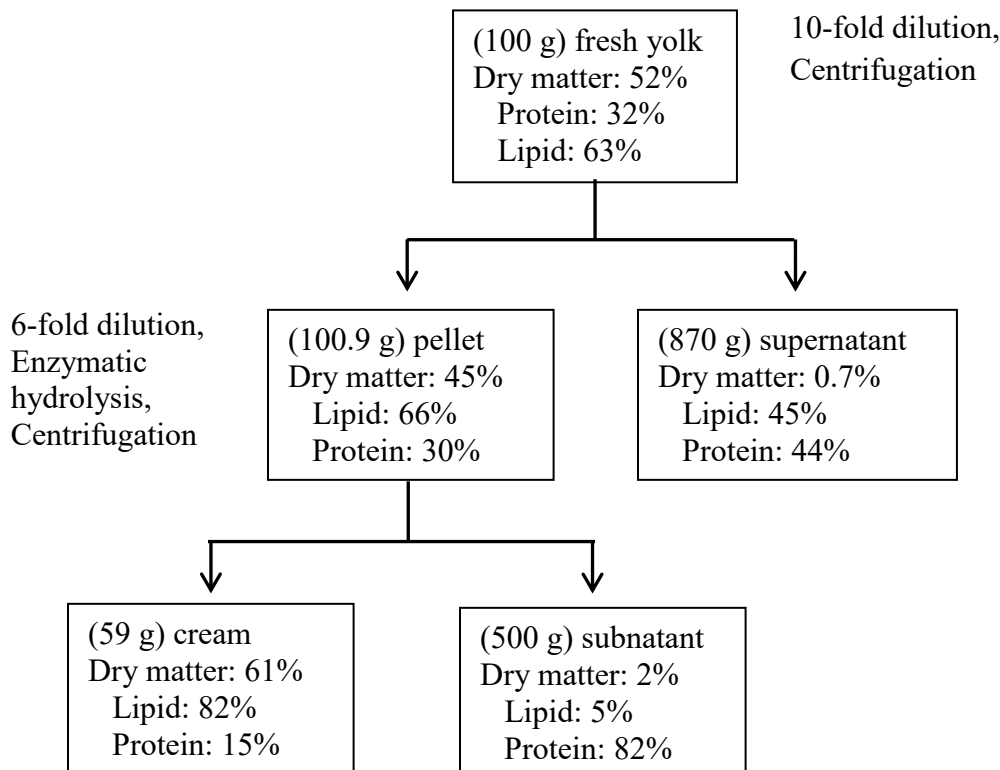 (100 g) fresh yolk
Dry matter: 52%
Protein: 32%
Lipid: 63%
10-fold dilution,
Centrifugation
6-fold dilution,
Enzymatic
hydrolysis,
Centrifugation
(100.9 g) pellet
Dry matter: 45%
Lipid: 66%
Protein: 30%
(870 g) supernatant
Dry matter: 0.7%
Lipid: 45%
Protein: 44%
(59 g) cream
Dry matter: 61%
Lipid: 82%
Protein: 15%
(500 g) subnatant
Dry matter: 2%
Lipid: 5%
Protein: 82%